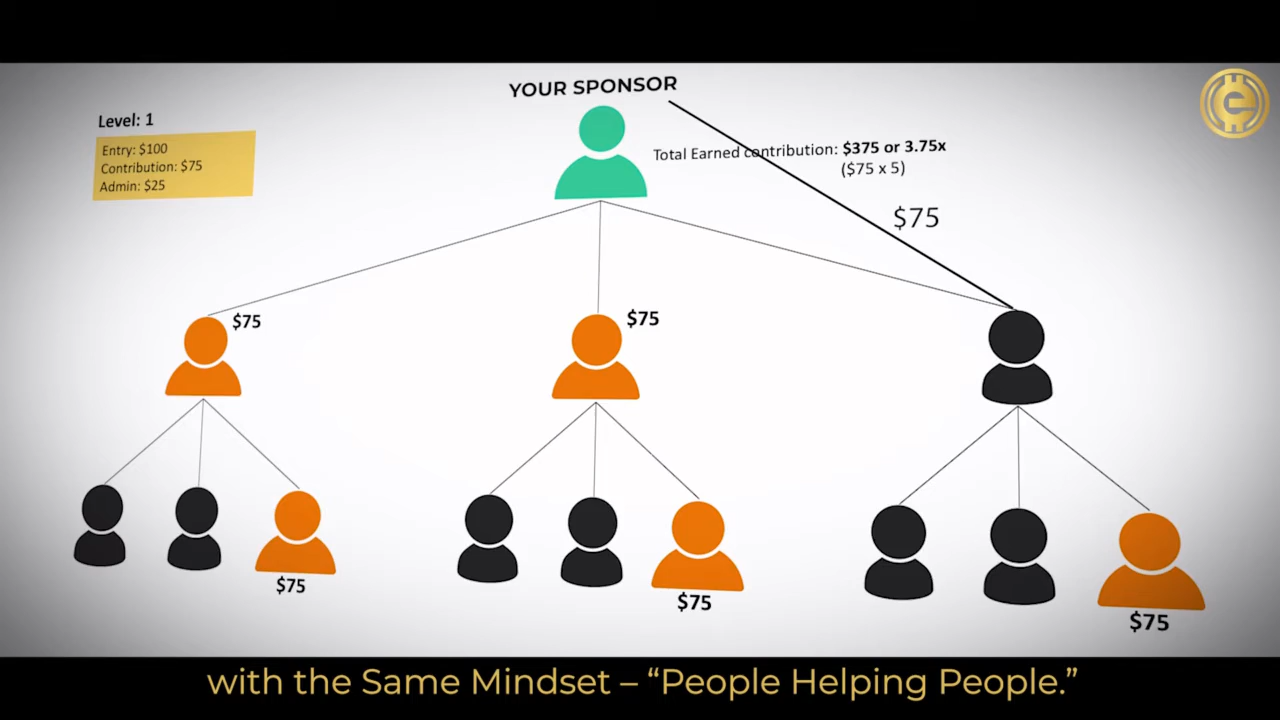 YOUR SPONSOR
Level: 1
Entry: $100
Contribution: $75
Admin: $25
Total Earned contribution: $375 or 3.75x
($75 x 5)
$75
$75
$75
$75
$75
$75
with the Same Mindset – “People Helping People.”